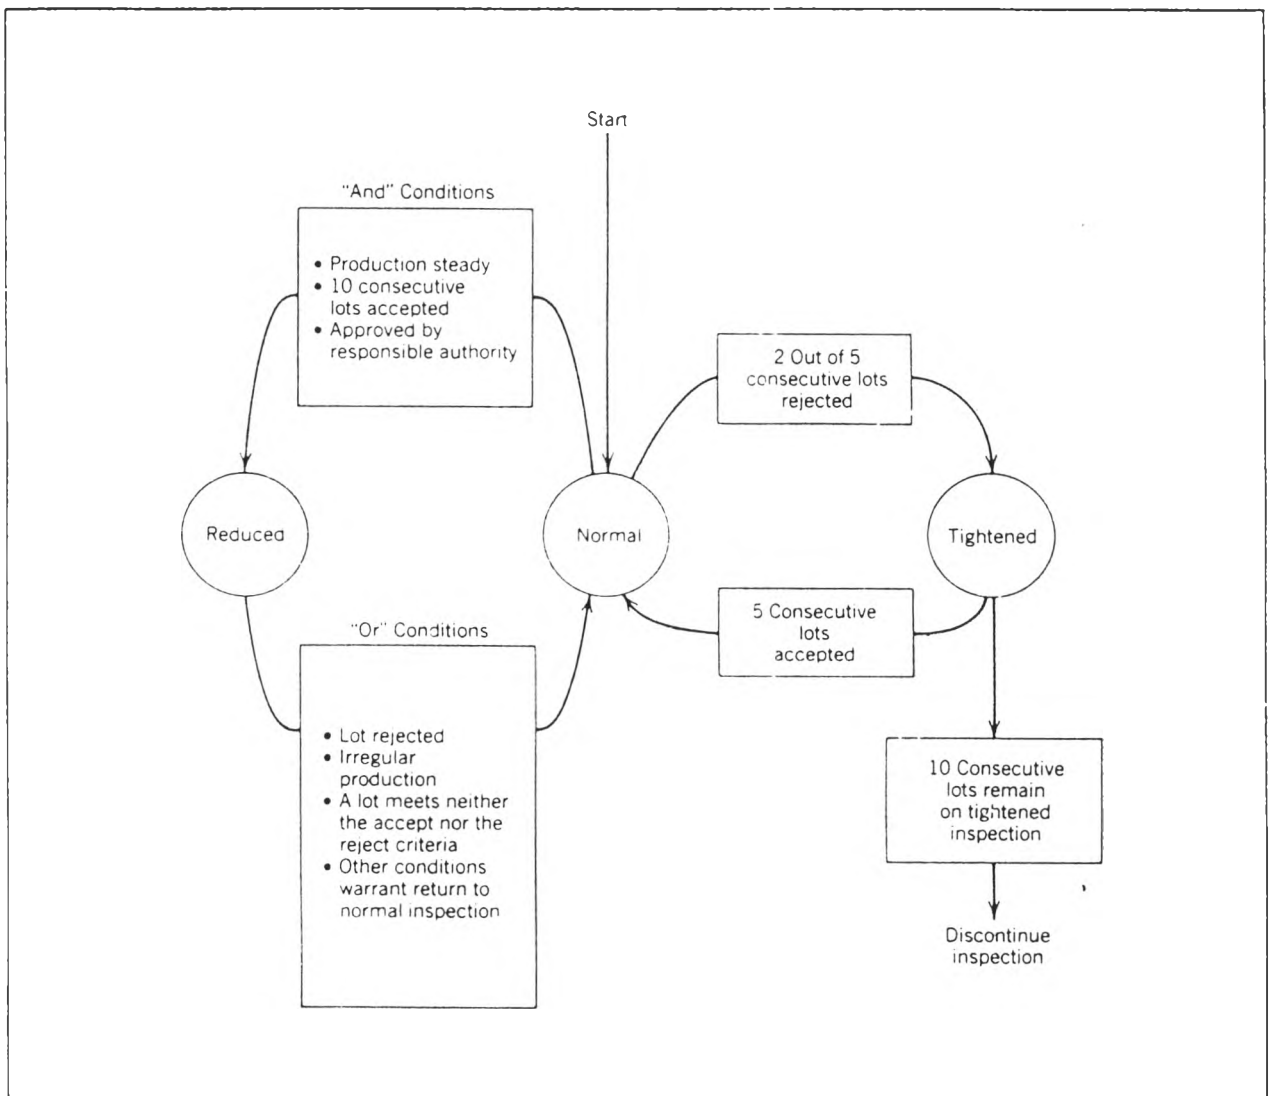 Start
"And" Conditions
• Production steady
• 10 consecutive
lots accepted
• Approved by
responsible authority
2 Out of 5
consecutive lots
rejected
Reduced
Normal
Tightened
5 Consecutive
lots
accepted
"Or" Conditions
• Lot rejected
• Irregular
production
• A lot meets neither
the accept nor the
reject criteria
• Other conditions
warrant return to
normal inspection
10 Consecutive
lots remain
on tightened
inspection
Discontinue
inspection